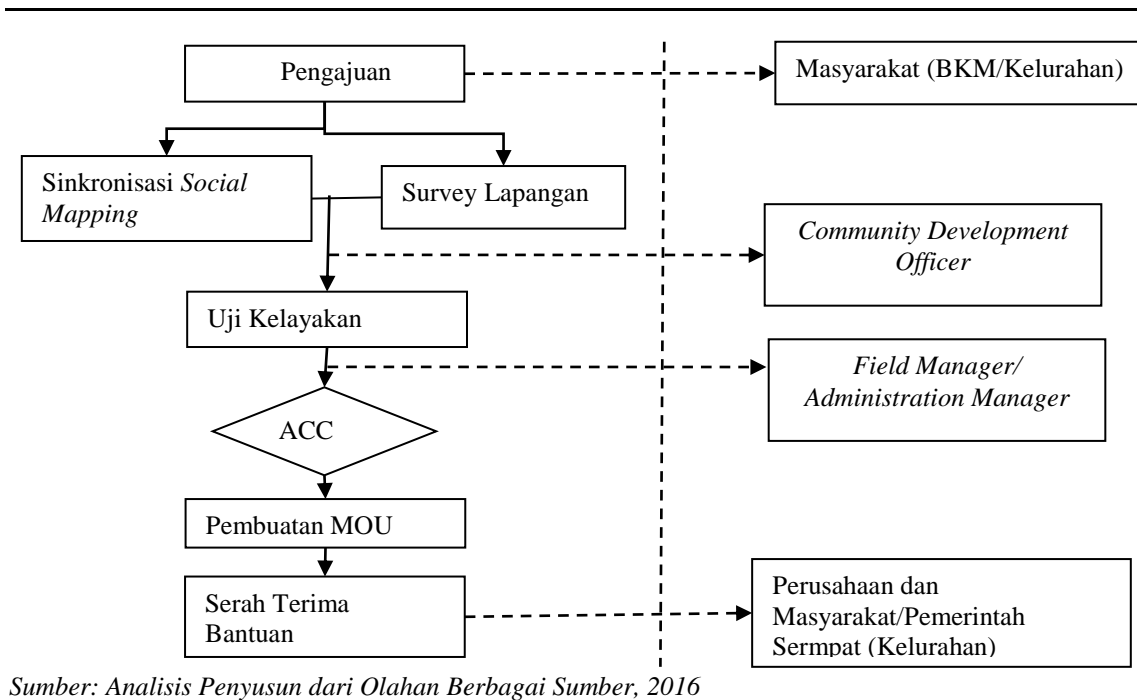 Pengajuan
Masyarakat (BKM/Kelurahan)
Sinkronisasi Social
Mapping
Survey Lapangan
Community Development
Officer
Uji Kelayakan
Field Manager/
Administration Manager
ACC
Pembuatan MOU
Serah Terima
Bantuan
Perusahaan dan
Masyarakat/Pemerintah
Sermpat (Kelurahan)
Sumber: Analisis Penyusun dari Olahan Berbagai Sumber, 2016